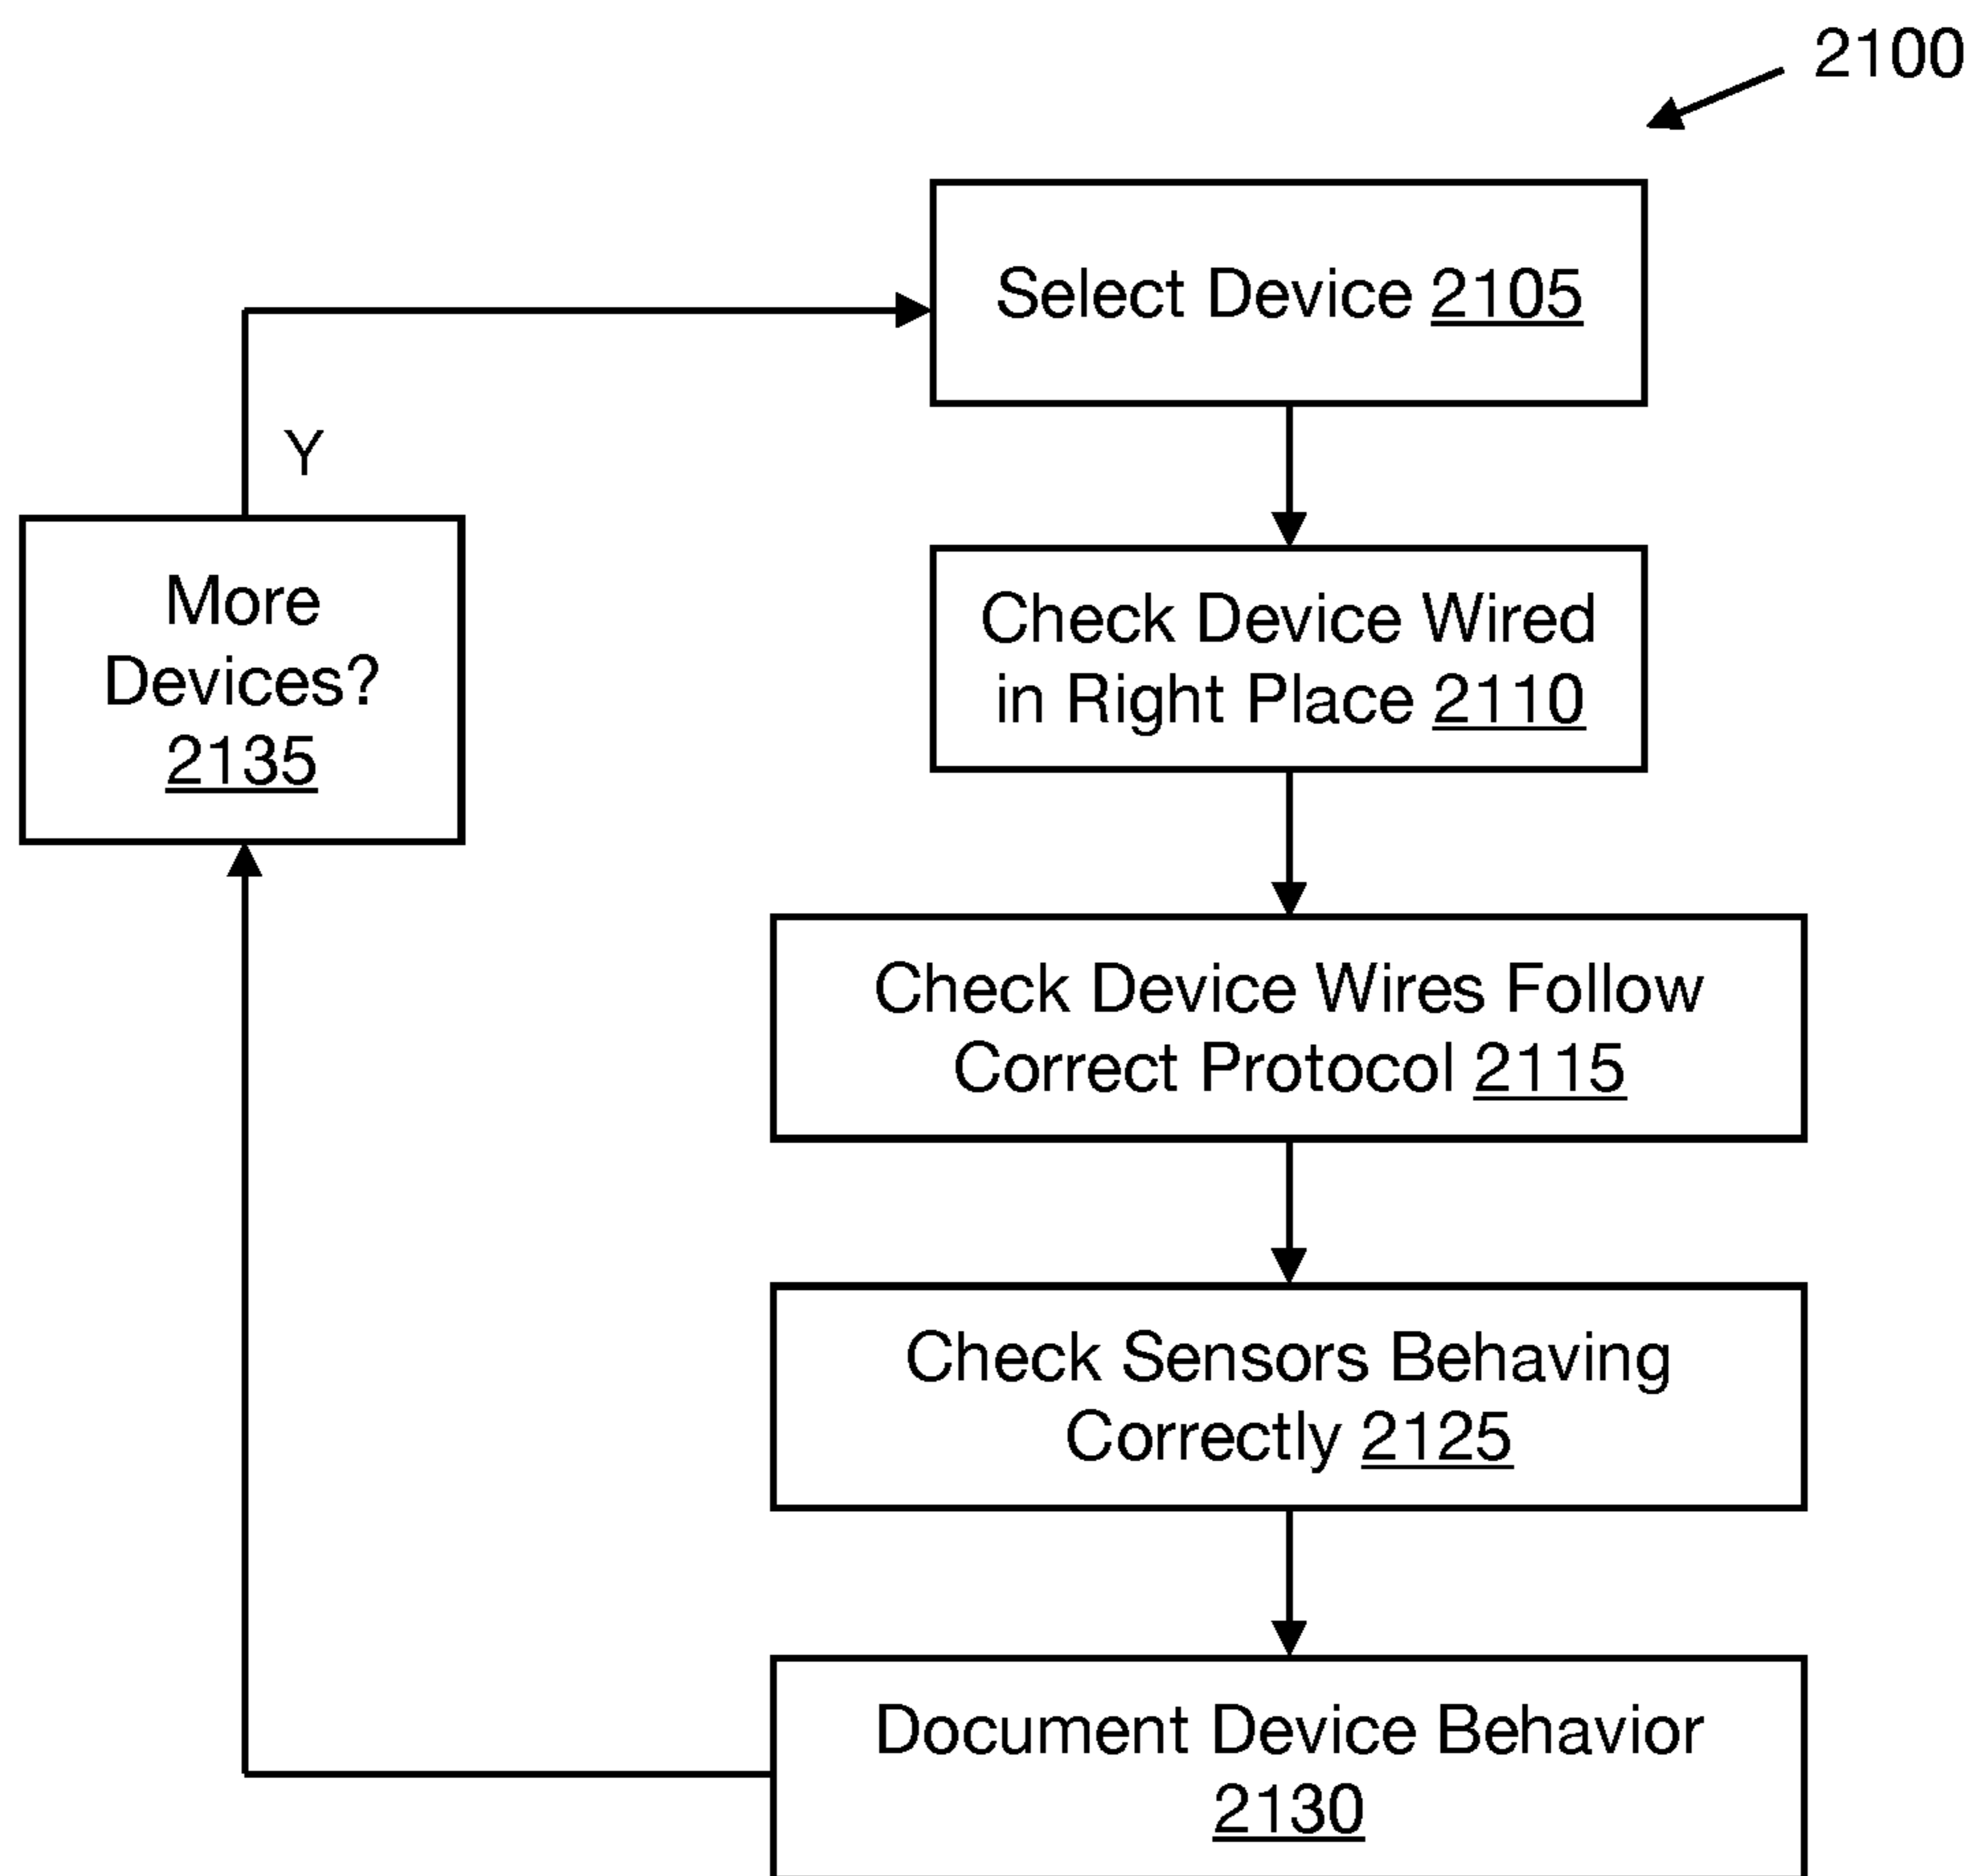 2100
Select Device 2105
Y
More
Devices?
2135
Check Device Wired
in Right Place 2110
Check Device Wires Follow
Correct Protocol 2115
Check Sensors Behaving
Correctly 2125
Document Device Behavior
2130